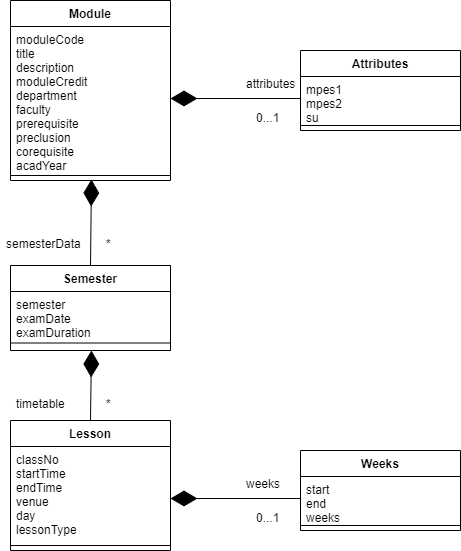 Module
moduleCode
title
description
moduleCredit
department
faculty
prerequisite
preclusion
corequisite
acadYear
attributes
0...1
Attributes
mpes1
mpes2
su
semesterData
*
Semester
semester
examDate
examDuration
timetable
*
Lesson
classNo
startTime
endTime
venue
day
lessonType
weeks
0...1
Weeks
start
end
weeks